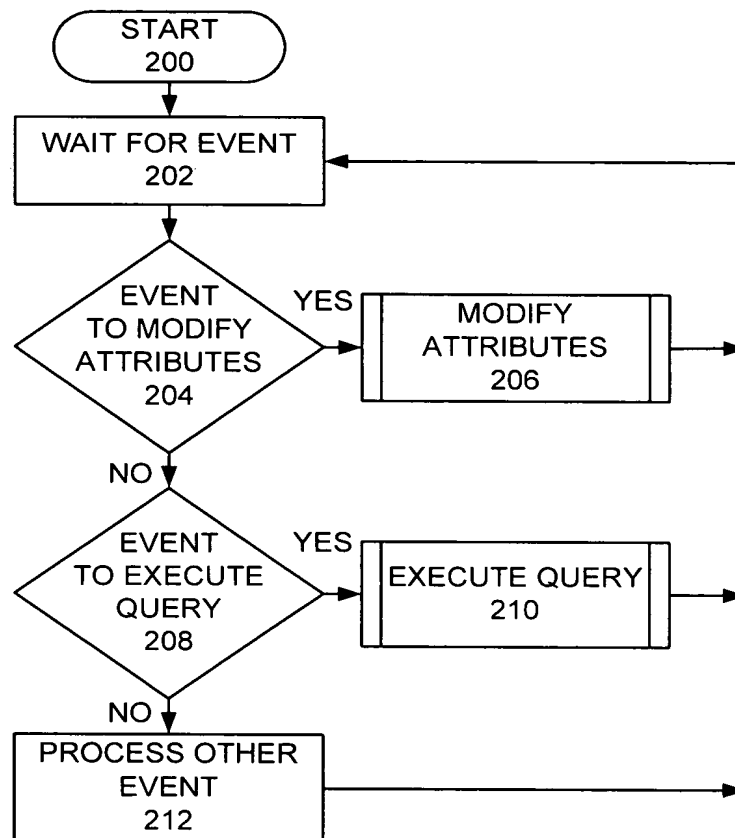 START
200
WAIT FOR EVENT
202
EVENT
TO MODIFY
ATTRIBUTES
204
YES
MODIFY
ATTRIBUTES
206
NO
EVENT
TO EXECUTE
QUERY
208
YES
EXECUTE QUERY
210
NO
PROCESS OTHER
EVENT
212